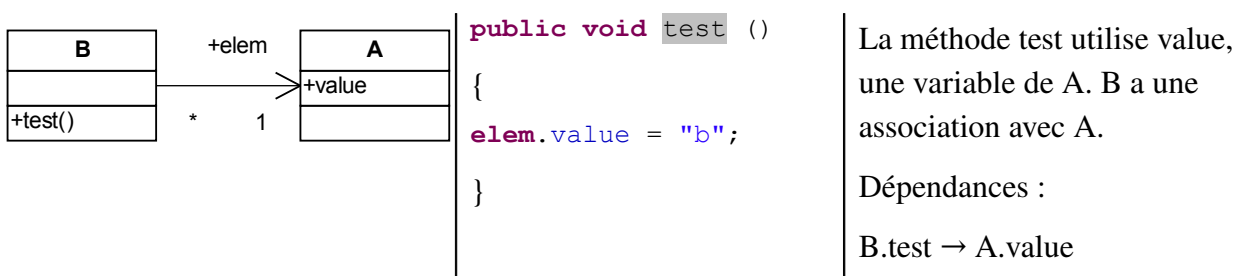 B
+elem
A
+value
+test()
*
1
public void test ()
{
elem.value = "b";
}
La méthode test utilise value,
une variable de A. B a une
association avec A.
Dépendances :
B.test → A.value